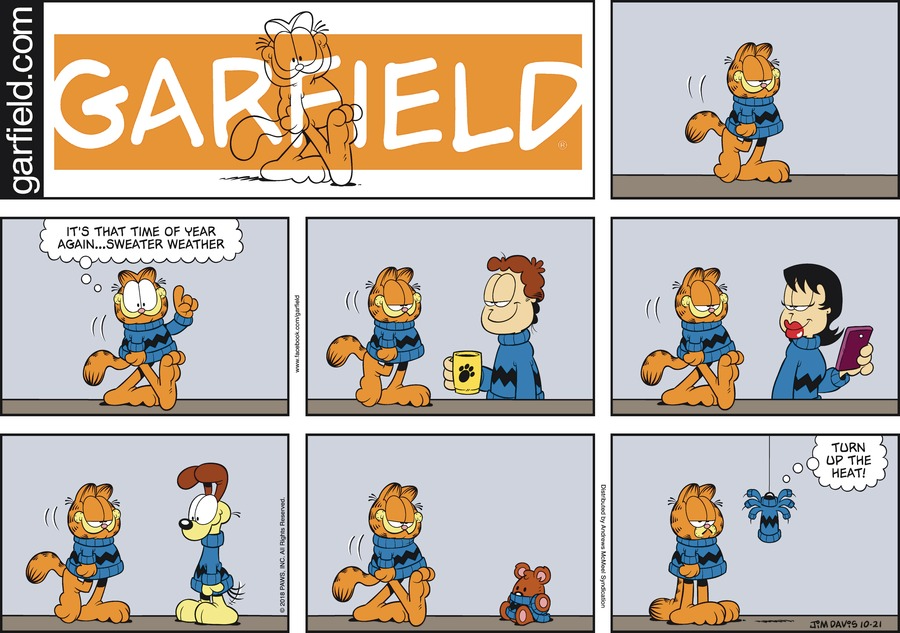 garfield.com
GARFIELD
®
IT'S THAT TIME OF YEAR
AGAIN...SWEATER WEATHER
www.facebook.com/garfield
© 2018 PAWS, INC. All Rights Reserved.
Distributed by Andrews McMeel Syndication
TURN
UP THE
HEAT!
JIM DAVIS 10-21